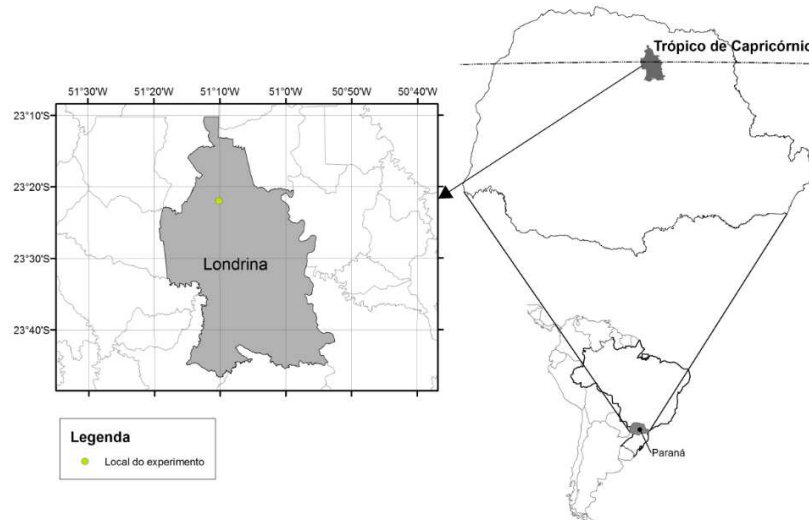 Trópico de Capricórnio
51°30'W 51°20'W 51°10'W 51°0'W 50°50'W 50°40'W
23°10'S
23°20'S
23°30'S
23°40'S
Londrina
Legenda
Local do experimento
Paraná